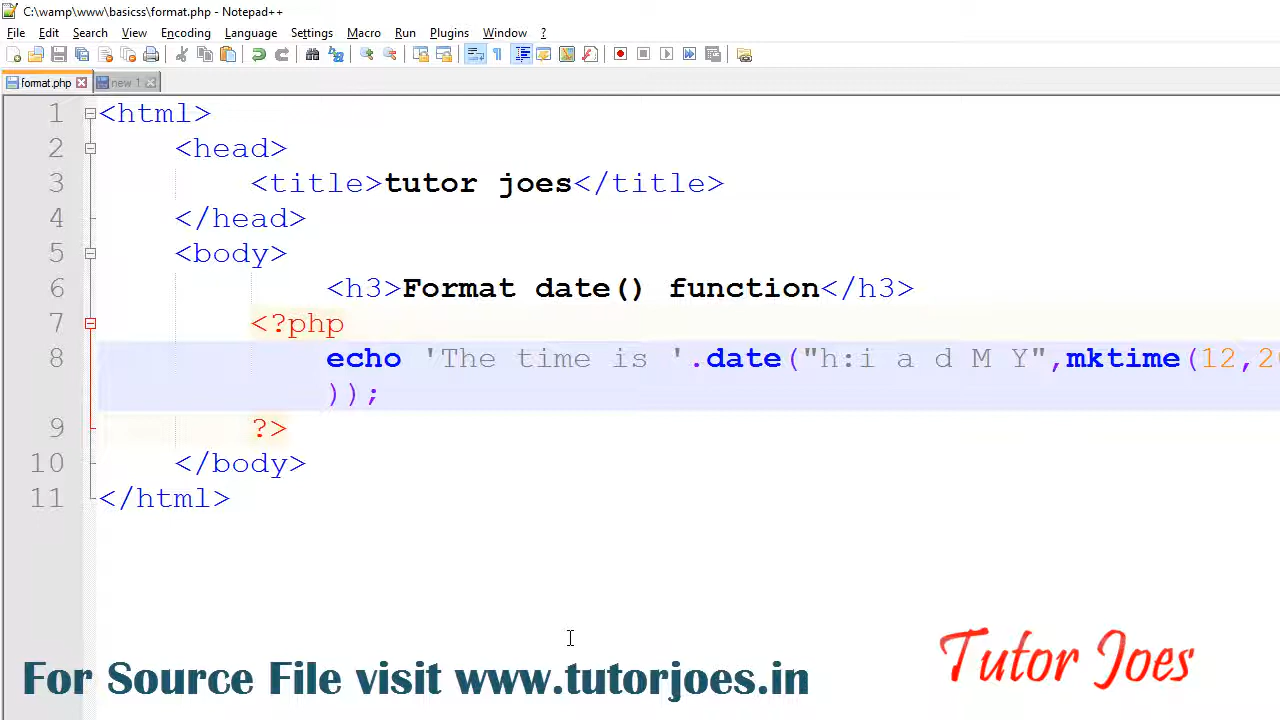 C:\wamp\www\basicss\format.php - Notepad++
File Edit Search View Encoding Language Settings Macro Run Plugins Window ?
format.php new 1
1 <html>
2 <head>
3 <title>tutor joes</title>
4 </head>
5 <body>
6 <h3>Format date() function</h3>
7 <?php
8 echo 'The time is '.date("h:i a d M Y",mktime(12,20
));
9 ?>
10 </body>
11 </html>
For Source File visit www.tutorjoes.in
Tutor Joes